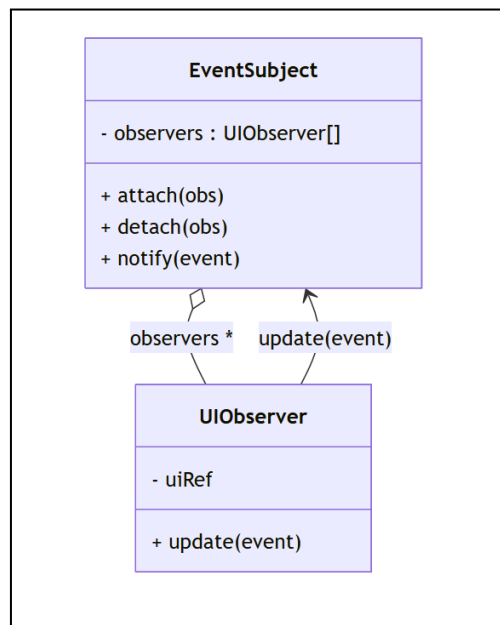 EventSubject
- observers : UIObserver[]
+ attach(obs)
+ detach(obs)
+ notify(event)
observers *
update(event)
UIObserver
- uiRef
+ update(event)